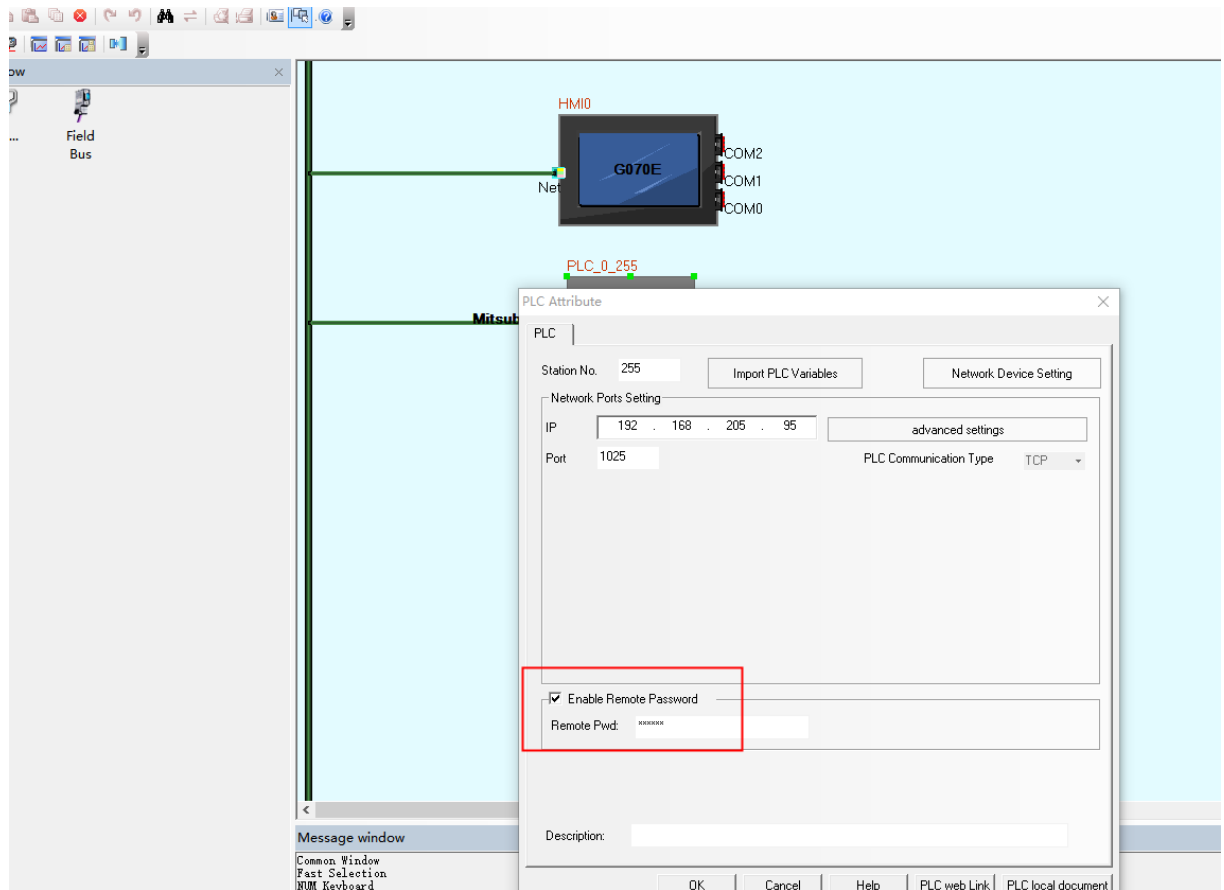 ow
...
Field
Bus
HMI0
G070E
Net
COM2
COM1
COM0
PLC_0_255
Mitsub
PLC Attribute
PLC
Station No. 255 Import PLC Variables Network Device Setting
Network Ports Setting
IP 192 . 168 . 205 . 95 advanced settings
Port 1025 PLC Communication Type TCP
Enable Remote Password
Remote Pwd: ******
Description:
Message window
Common Window
Fast Selection
NUM Keyboard
OK Cancel Help PLC web Link PLC local document